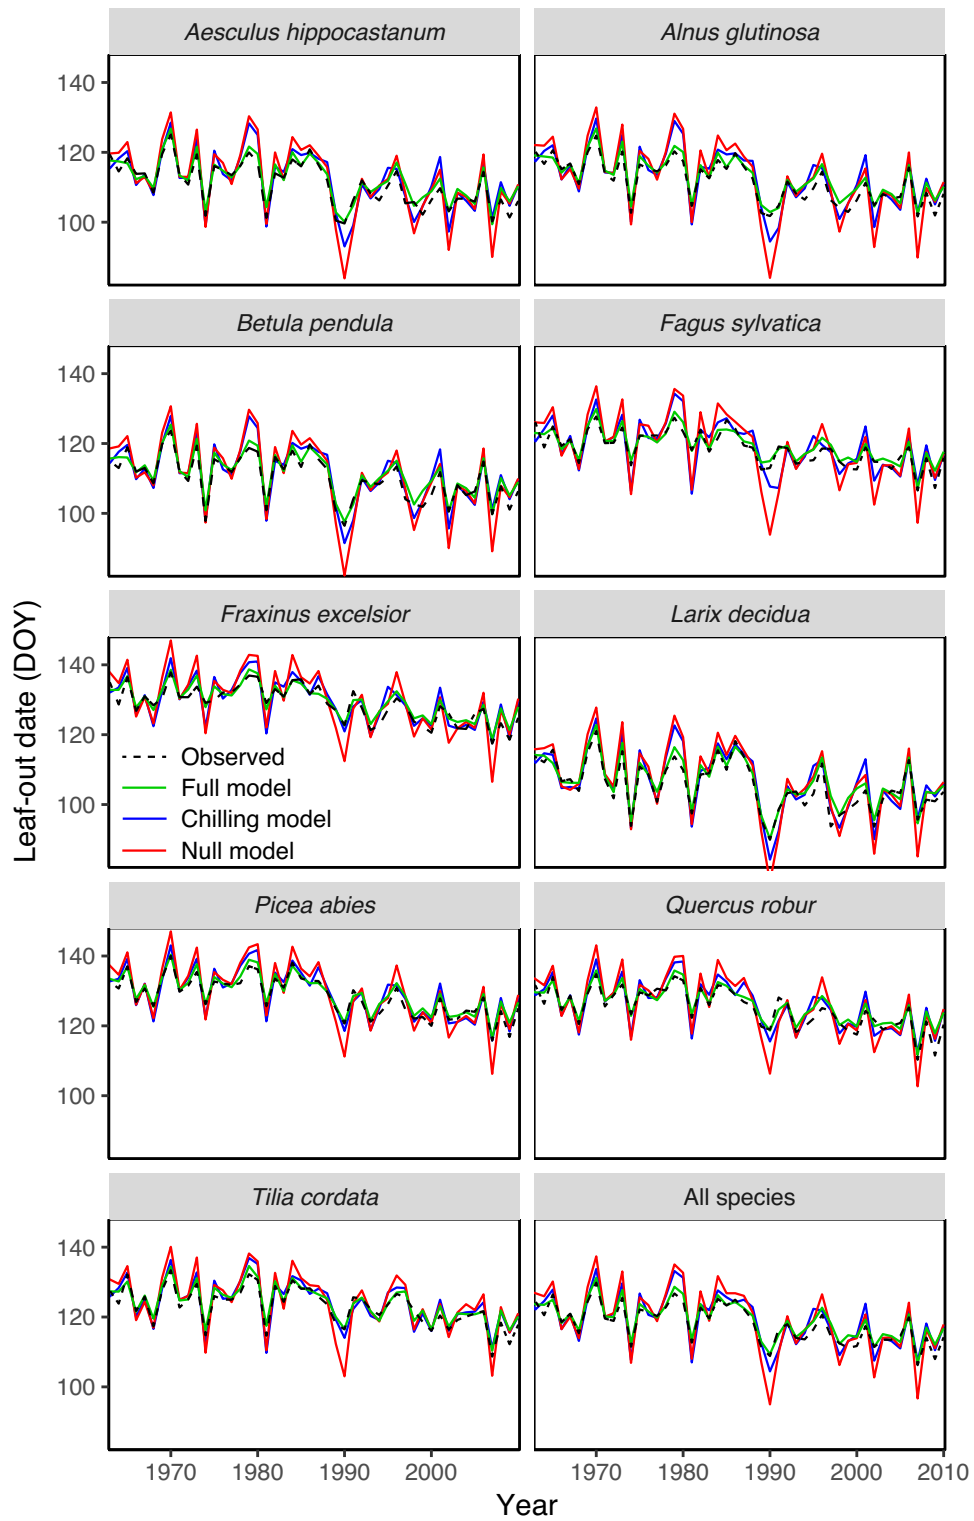 Aesculus hippocastanum
Alnus glutinosa
140
120
100
Betula pendula
Fagus sylvatica
140
120
100
Fraxinus excelsior
Larix decidua
140
120
100
Observed
Full model
Chilling model
Null model
Leaf-out date (DOY)
Picea abies
Quercus robur
140
120
100
Tilia cordata
All species
140
120
100
1970 1980 1990 2000
1970 1980 1990 2000 2010
Year